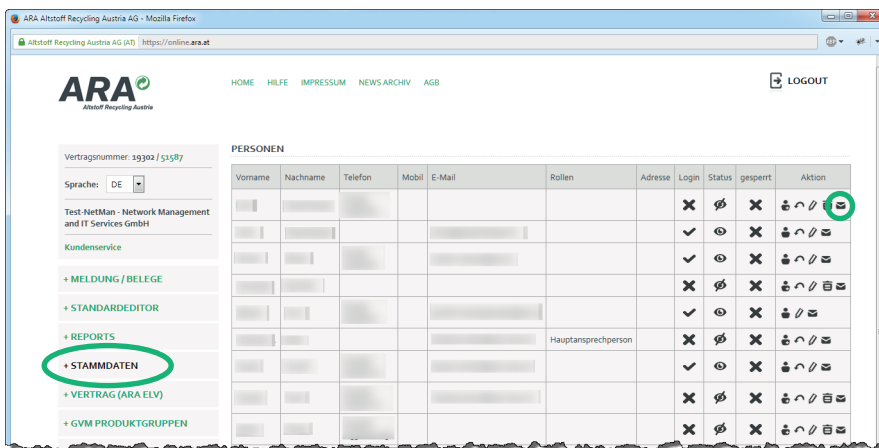 ARA Altstoff Recycling Austria AG - Mozilla Firefox
Altstoff Recycling Austria AG (AT) https://online.ara.at
ARA
Altstoff Recycling Austria
HOME HILFE IMPRESSUM NEWS ARCHIV AGB
LOGOUT
Vertragsnummer: 19302 / 51587
Sprache: DE
Test-NetMan - Network Management
and IT Services GmbH
Kundenservice
+ MELDUNG / BELEGE
+ STANDARDEDITOR
+ REPORTS
+ STAMMDATEN
+ VERTRAG (ARA ELV)
+ GVM PRODUKTGRUPPEN
PERSONEN
Vorname Nachname Telefon Mobil E-Mail Rollen Adresse Login Status gesperrt Aktion
Hauptansprechperson